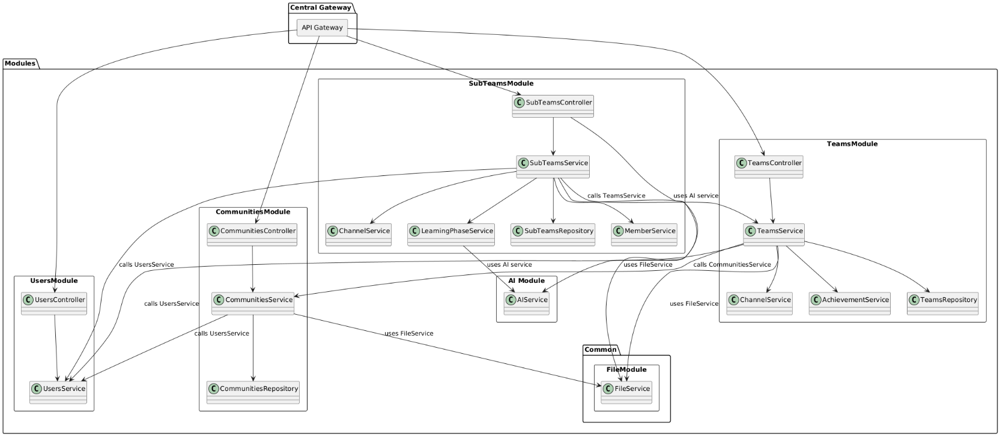 Central Gateway
API Gateway
Modules
SubTeamsModule
C SubTeamsController
TeamsModule
C SubTeamsService
C TeamsController
calls TeamsService
uses AI service
CommunitiesModule
C CommunitiesController
C ChannelService
C LearningPhaseService
C SubTeamsRepository
C MemberService
C TeamsService
calls UsersService
uses AI service
uses FileService
calls CommunitiesService
UsersModule
AI Module
C UsersController
C CommunitiesService
C AIService
C ChannelService
C AchievementService
C TeamsRepository
calls UsersService
uses FileService
calls UsersService
uses FileService
Common
FileModule
C UsersService
C CommunitiesRepository
C FileService